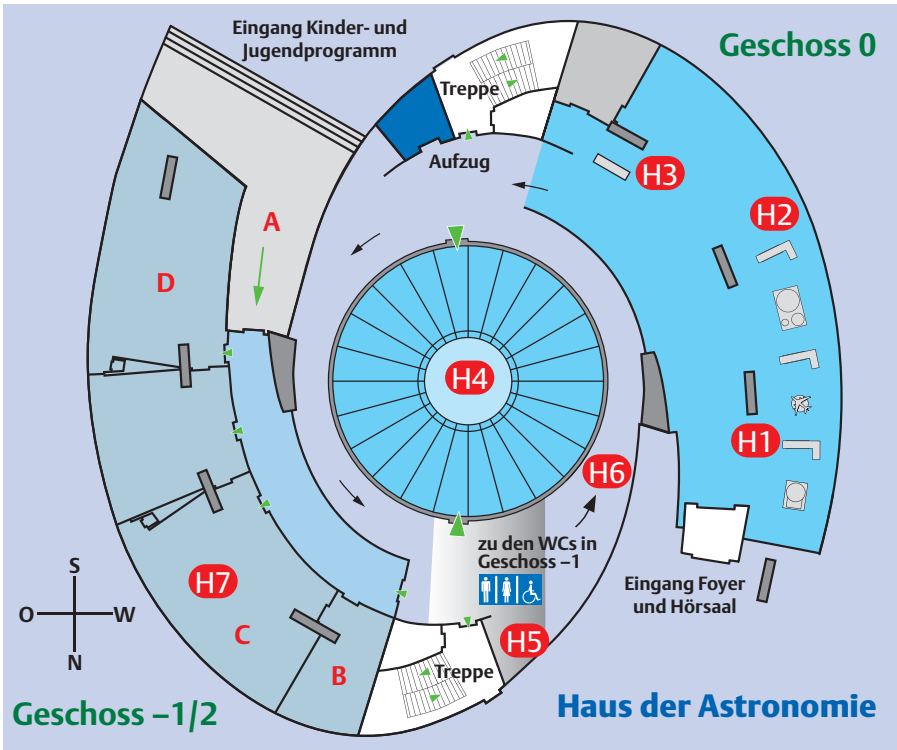 Eingang Kinder- und
Jugendprogramm
Geschoss 0
Treppe
Aufzug
H3
H2
A
D
H4
H1
H6
zu den WCs in
Geschoss –1
Eingang Foyer
und Hörsaal
H7
S
O
W
N
C
B
H5
Treppe
Geschoss –1/2
Haus der Astronomie